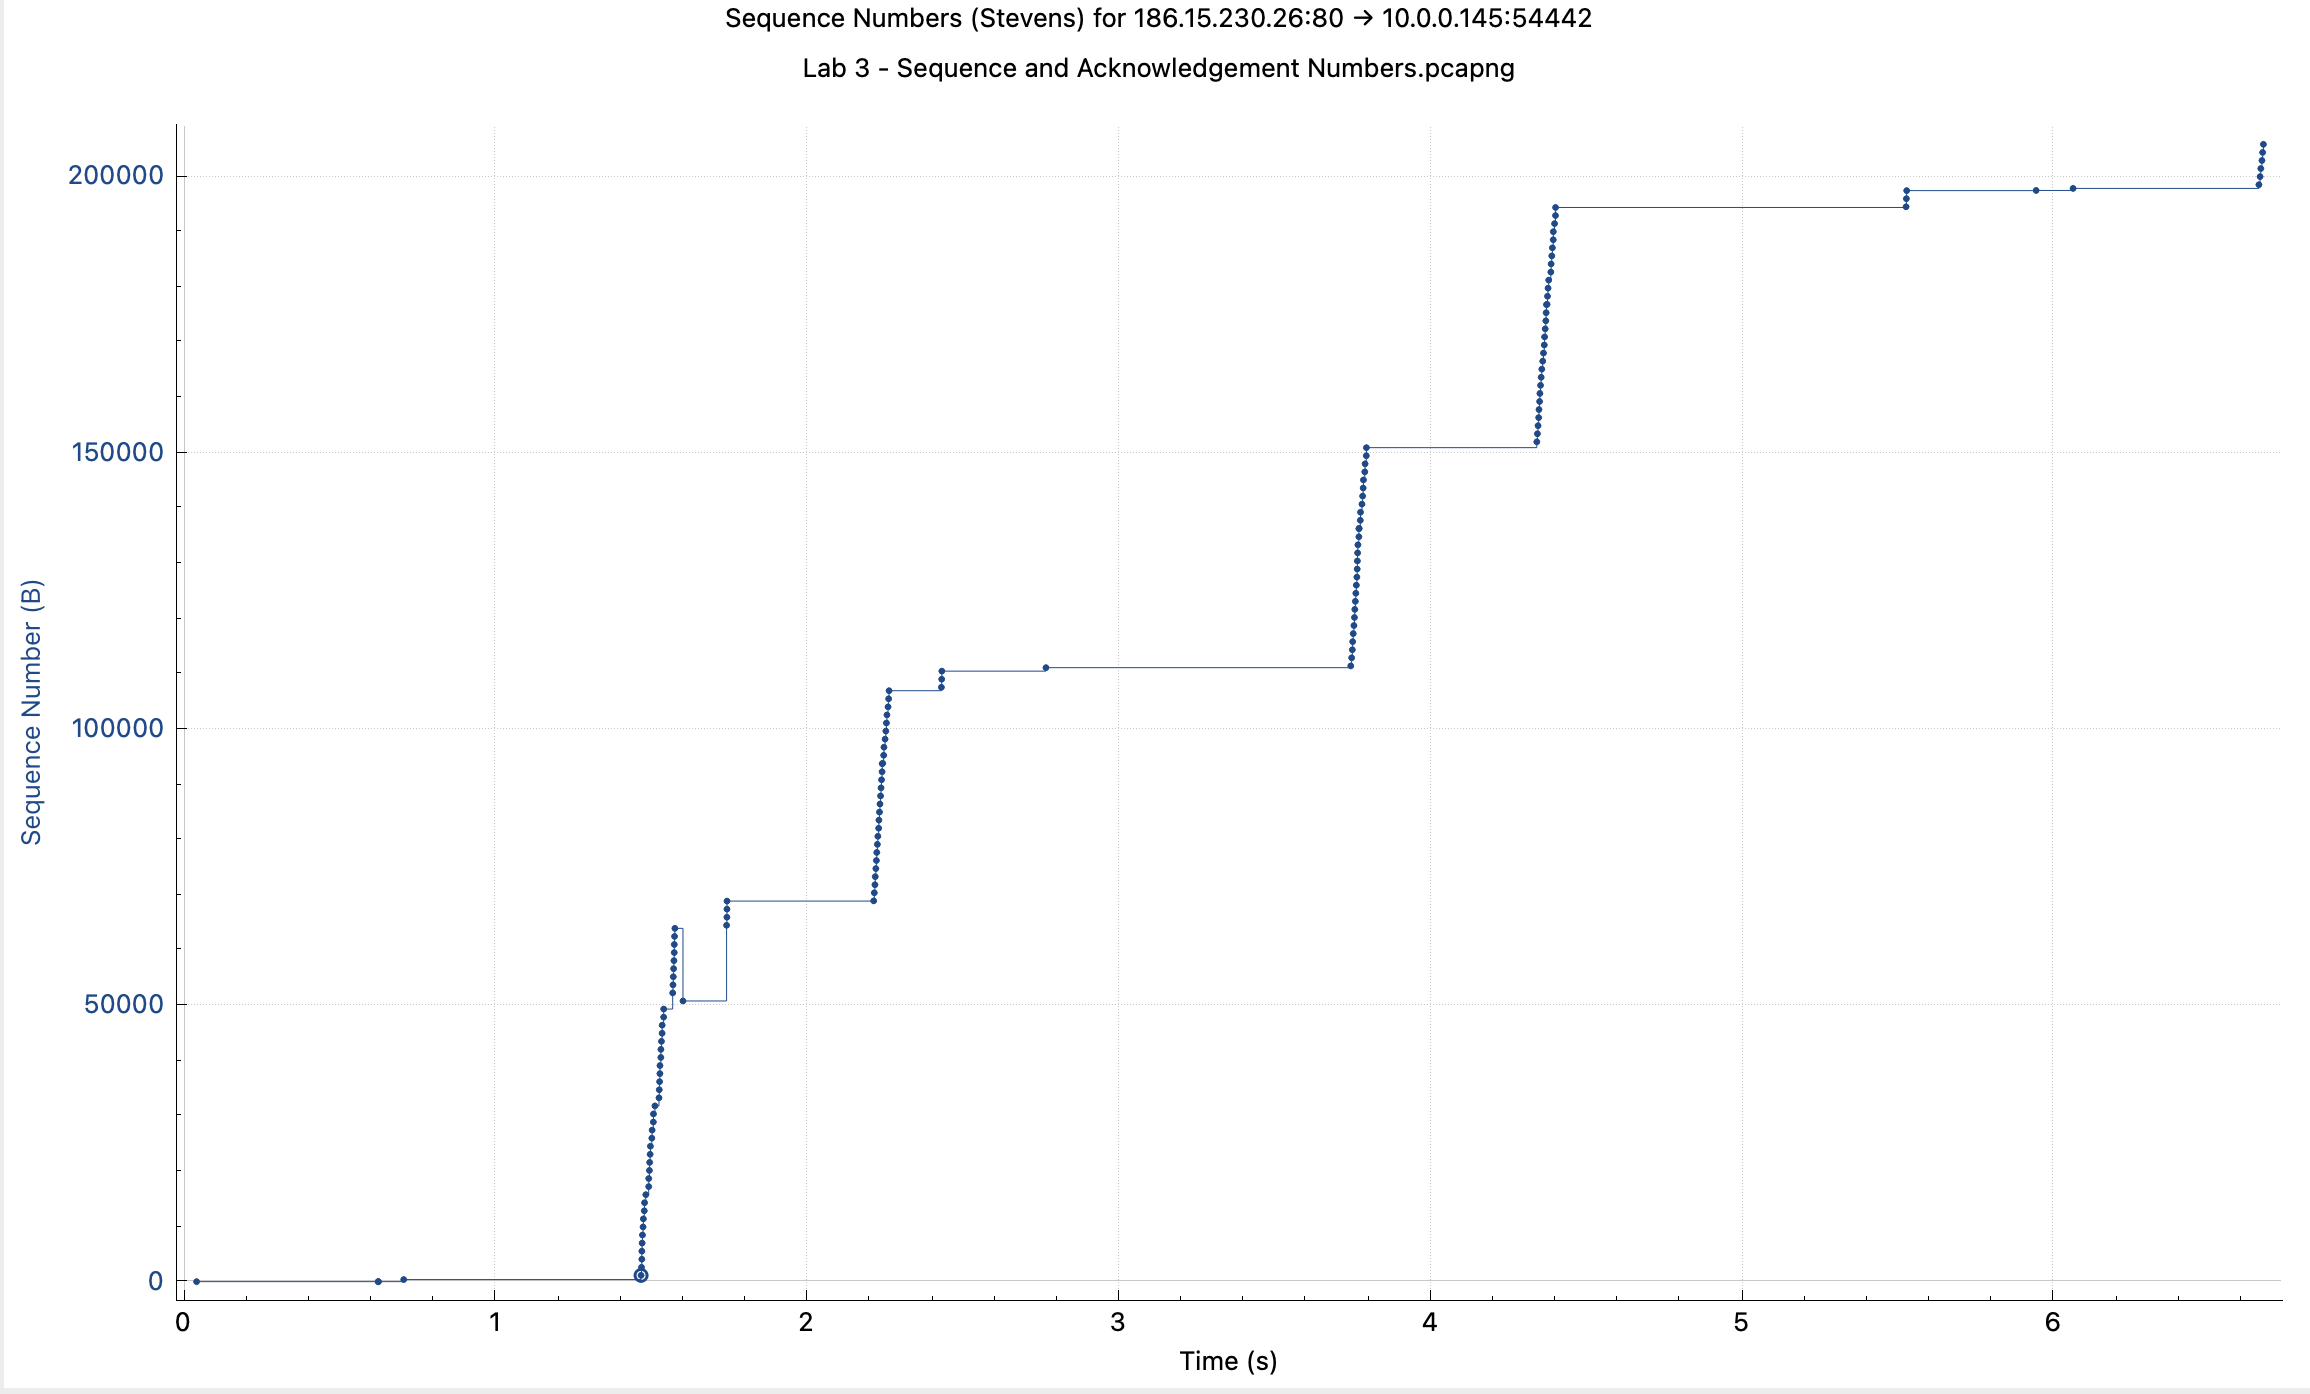 Sequence Numbers (Stevens) for 186.15.230.26:80 → 10.0.0.145:54442
Lab 3 - Sequence and Acknowledgement Numbers.pcapng
Sequence Number (B)
200000
150000
100000
50000
0
0 1 2 3 4 5 6
Time (s)